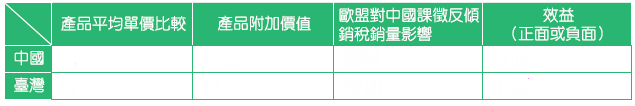 產品平均單價比較
產品附加價值
歐盟對中國課徵反傾
銷稅銷量影響
效益
（正面或負面）
中國
臺灣